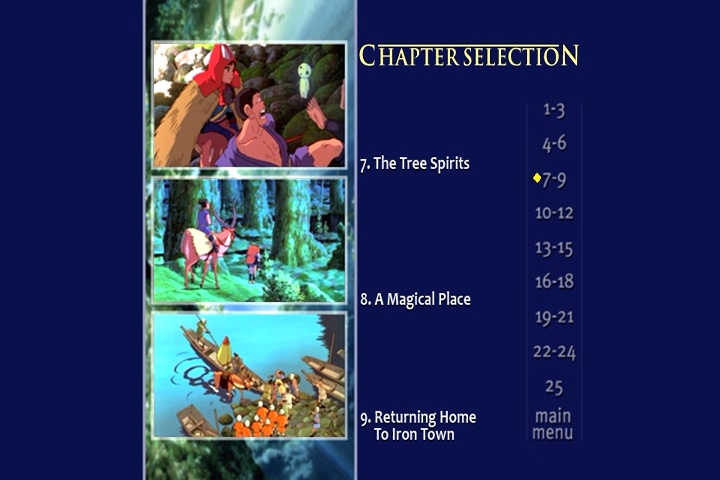 CHAPTER SELECTION
1-3
4-6
7. The Tree Spirits
7-9
10-12
13-15
16-18
8. A Magical Place
19-21
22-24
25
9. Returning Home
To Iron Town
main
menu